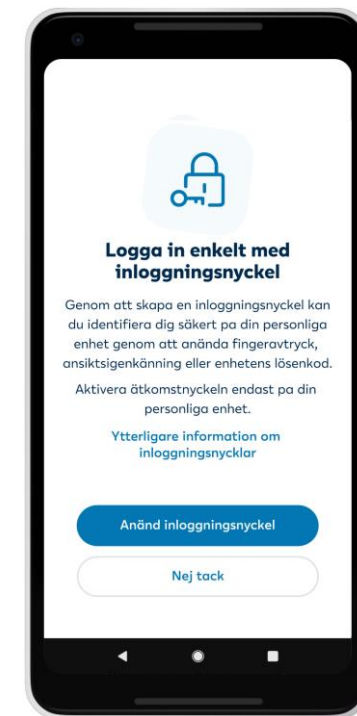 Logga in enkelt med
inloggningsnyckel
Genom att skapa en inloggningsnyckel kan
du identifiera dig säkert pa din personliga
enhet genom att anända fingeravtryck,
ansiktsigenkänning eller enhetens lösenkod.
Aktivera ätkomstnyckeln endast pa din
personliga enhet.
Ytterligare information om
inloggningsnycklar
Anänd inloggningsnyckel
Nej tack